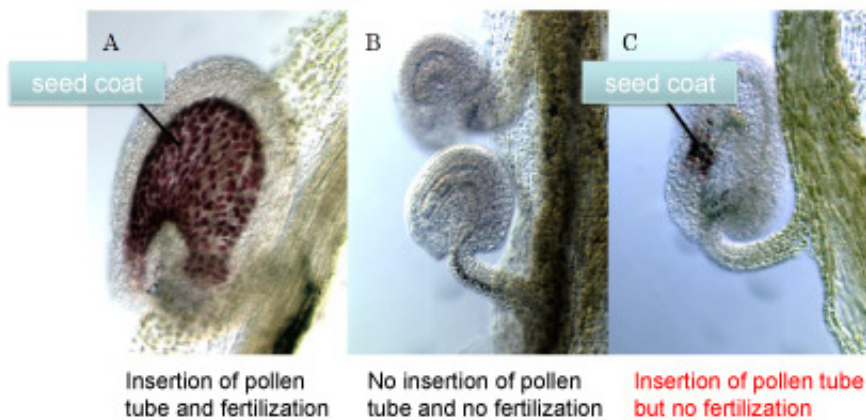 A
B
C
seed coat
seed coat
Insertion of pollen
tube and fertilization
No insertion of pollen
tube and no fertilization
Insertion of pollen tube
but no fertilization